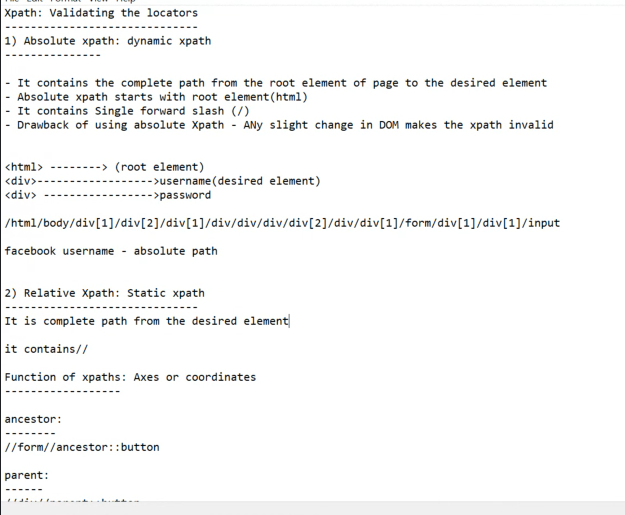 Xpath: Validating the locators
------------------------------
1) Absolute xpath: dynamic xpath
---------------
- It contains the complete path from the root element of page to the desired element
- Absolute xpath starts with root element(html)
- It contains Single forward slash (/)
- Drawback of using absolute Xpath - ANy slight change in DOM makes the xpath invalid
<html> --------> (root element)
<div>------------------>username(desired element)
<div> ----------------->password
/html/body/div[1]/div[2]/div[1]/div/div/div/div[2]/div/div[1]/form/div[1]/div[1]/input
facebook username - absolute path
2) Relative Xpath: Static xpath
------------------------------
It is complete path from the desired element
it contains//
Function of xpaths: Axes or coordinates
------------------
ancestor:
--------
//form//ancestor::button
parent:
------